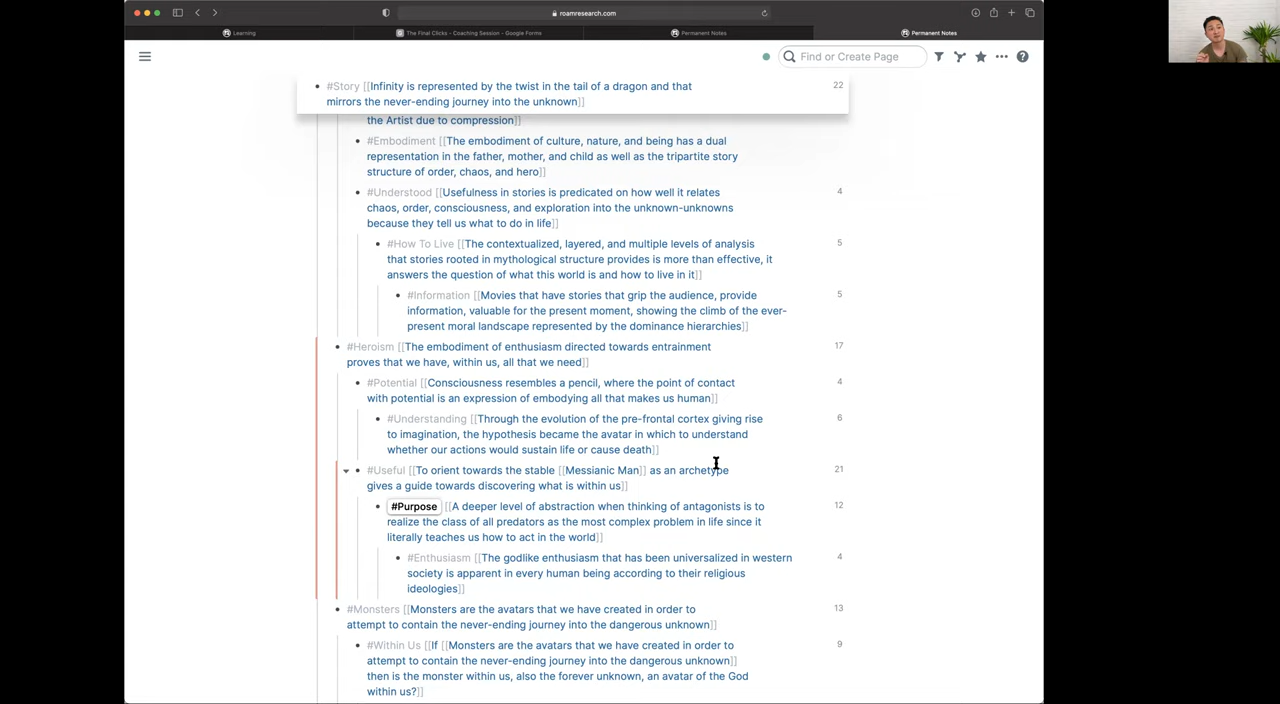 roamresearch.com
Learning
The Final Clicks - Coaching Session - Google Forms
Permanent Notes
Permanent Notes
Find or Create Page
#Story [[Infinity is represented by the twist in the tail of a dragon and that
22
mirrors the never-ending journey into the unknown]]
the Artist due to compression]]
#Embodiment [[The embodiment of culture, nature, and being has a dual
representation in the father, mother, and child as well as the tripartite story
structure of order, chaos, and hero]]
#Understood [[Usefulness in stories is predicated on how well it relates
4
chaos, order, consciousness, and exploration into the unknown-unknowns
because they tell us what to do in life]]
#How To Live [[The contextualized, layered, and multiple levels of analysis
5
that stories rooted in mythological structure provides is more than effective, it
answers the question of what this world is and how to live in it]]
#Information [[Movies that have stories that grip the audience, provide
5
information, valuable for the present moment, showing the climb of the ever-
present moral landscape represented by the dominance hierarchies]]
#Heroism [[The embodiment of enthusiasm directed towards entrainment
17
proves that we have, within us, all that we need]]
#Potential [[Consciousness resembles a pencil, where the point of contact
4
with potential is an expression of embodying all that makes us human]]
#Understanding [[Through the evolution of the pre-frontal cortex giving rise
6
to imagination, the hypothesis became the avatar in which to understand
whether our actions would sustain life or cause death]]
#Useful [[To orient towards the stable [[Messianic Man]] as an archetype
21
gives a guide towards discovering what is within us]]
#Purpose [[A deeper level of abstraction when thinking of antagonists is to
12
realize the class of all predators as the most complex problem in life since it
literally teaches us how to act in the world]]
#Enthusiasm [[The godlike enthusiasm that has been universalized in western
4
society is apparent in every human being according to their religious
ideologies]]
#Monsters [[Monsters are the avatars that we have created in order to
13
attempt to contain the never-ending journey into the dangerous unknown]]
#Within Us [[If [[Monsters are the avatars that we have created in order to
9
attempt to contain the never-ending journey into the dangerous unknown]]
then is the monster within us, also the forever unknown, an avatar of the God
within us?]]